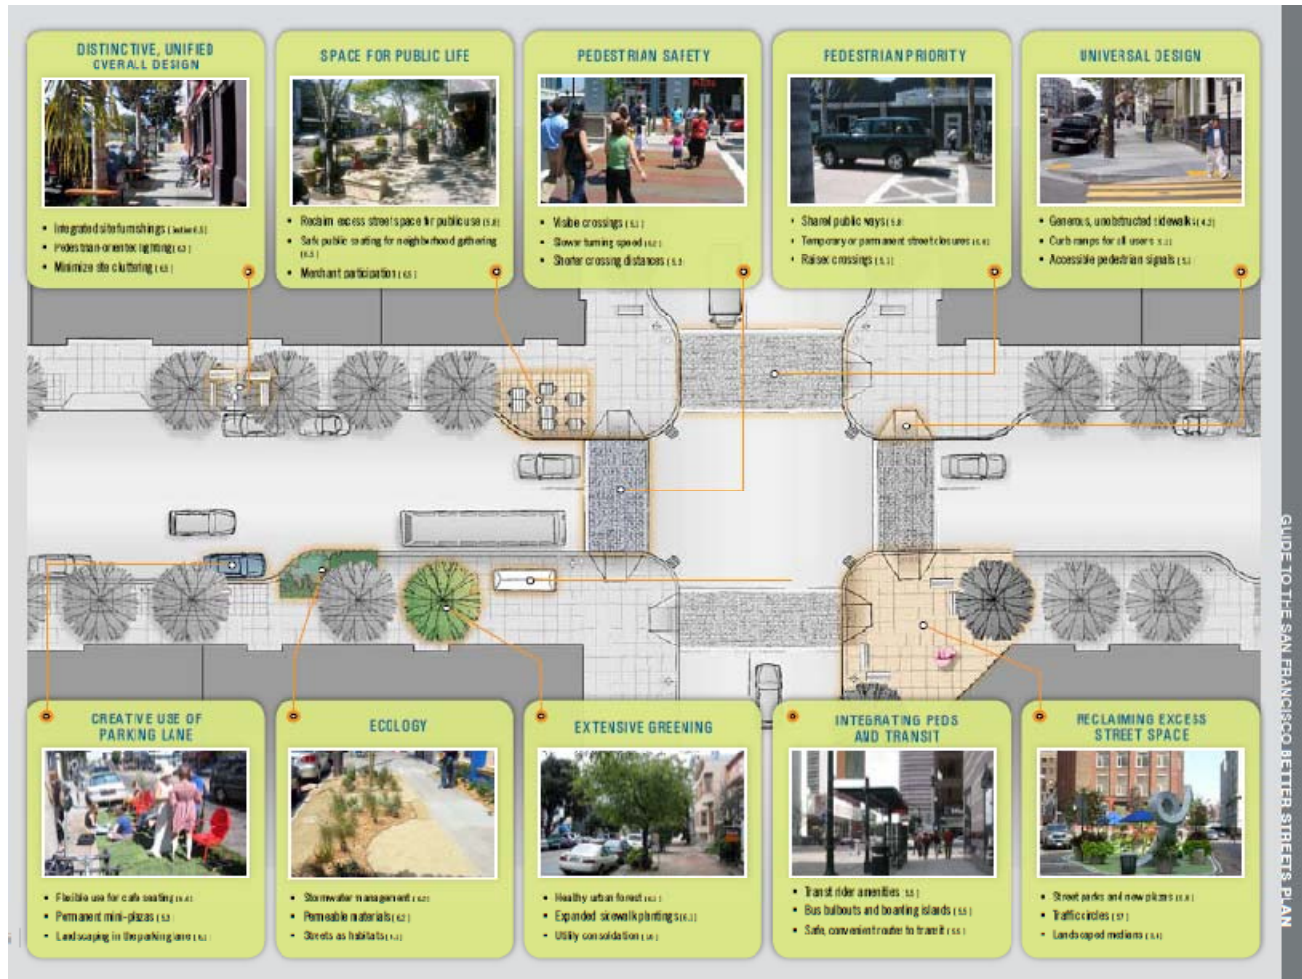 DISTINCTIVE, UNIFIED
OVERALL DESIGN
Integrated site furnishings
Pedestrian-oriented lighting
Minimize site cluttering
SPACE FOR PUBLIC LIFE
Reclaim excess street space for public use
Safe public seating for neighborhood gathering
Merchant participation
PEDESTRIAN SAFETY
Visible crossings
Slower turning speed
Shorter crossing distances
PEDESTRIAN PRIORITY
Shared public ways
Temporary or permanent street closures
Raised crossings
UNIVERSAL DESIGN
Generous, unobstructed sidewalks
Curb ramps for all users
Accessible pedestrian signals
CREATIVE USE OF
PARKING LANE
Flexible use for cafe seating
Permanent mini-plazas
Landscaping in the parking lane
ECOLOGY
Stormwater management
Permeable materials
Streets as habitats
EXTENSIVE GREENING
Healthy urban forest
Expanded sidewalk plantings
Utility consolidation
INTEGRATING PEDS
AND TRANSIT
Transit rider amenities
Bus bulbouts and boarding islands
Safe, convenient routes to transit
RECLAIMING EXCESS
STREET SPACE
Street parks and new plazas
Traffic circles
Landscaped medians
GUIDE TO THE SAN FRANCISCO BETTER STREETS PLAN